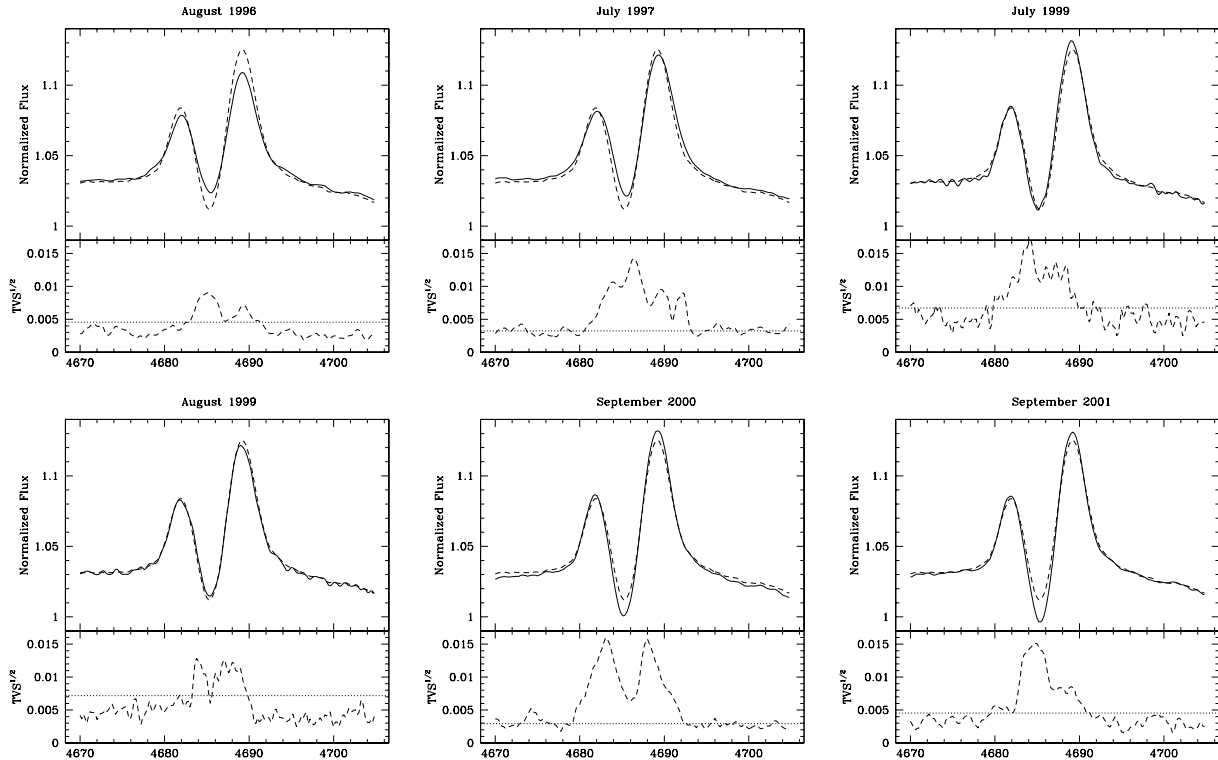 August 1996
July 1997
July 1999
Normalized Flux
1.1
1.05
1
Normalized Flux
1.1
1.05
1
Normalized Flux
1.1
1.05
1
TVS1/2
0.015
0.01
0.005
0
TVS1/2
0.015
0.01
0.005
0
TVS1/2
0.015
0.01
0.005
0
4670 4680 4690 4700
4670 4680 4690 4700
4670 4680 4690 4700
August 1999
September 2000
September 2001
Normalized Flux
1.1
1.05
1
Normalized Flux
1.1
1.05
1
Normalized Flux
1.1
1.05
1
TVS1/2
0.015
0.01
0.005
0
TVS1/2
0.015
0.01
0.005
0
TVS1/2
0.015
0.01
0.005
0
4670 4680 4690 4700
4670 4680 4690 4700
4670 4680 4690 4700